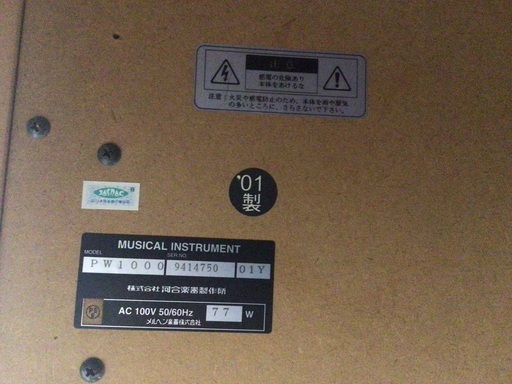 注意
感電の危険あり
本体をあけるな
注意：火災や感電防止のため、本体を雨や湿気
の多いところに、さらさないで下さい。
'01
製
MUSICAL INSTRUMENT
MODEL
SER.NO
PW1000
9414750
01Y
株式会社 河合楽器製作所
AC 100V 50/60Hz
77
W
メルヘン楽器株式会社